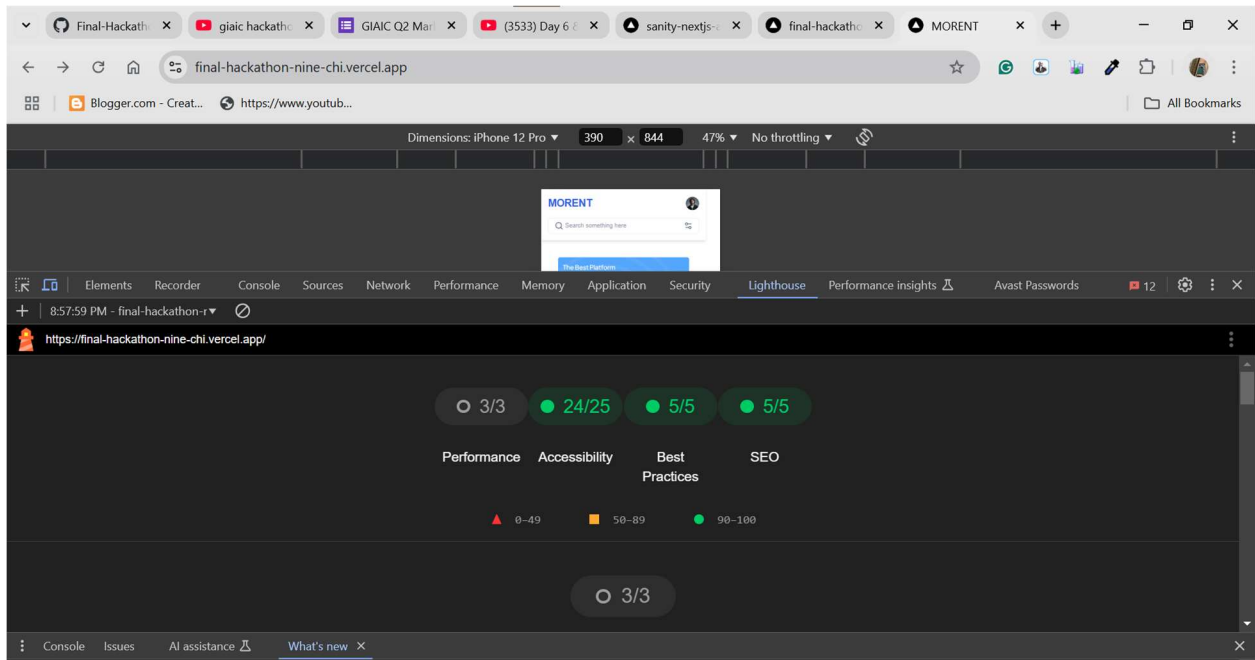 Final-Hackath
giaic hackatho
GIAIC Q2 Mar
(3533) Day 6 &
sanity-nextjs-a
final-hackatho
MORENT
final-hackathon-nine-chi.vercel.app
Blogger.com - Creat...
https://www.youtub...
All Bookmarks
Dimensions: iPhone 12 Pro ▼ 390 × 844 47% ▼ No throttling ▼
MORENT
Search something here
The Best Platform
Elements Recorder Console Sources Network Performance Memory Application Security Lighthouse Performance insights Avast Passwords 12
8:57:59 PM - final-hackathon-r▼
https://final-hackathon-nine-chi.vercel.app/
3/3 24/25 5/5 5/5
Performance Accessibility Best SEO
Practices
0–49 50–89 90–100
3/3
Console Issues AI assistance What's new